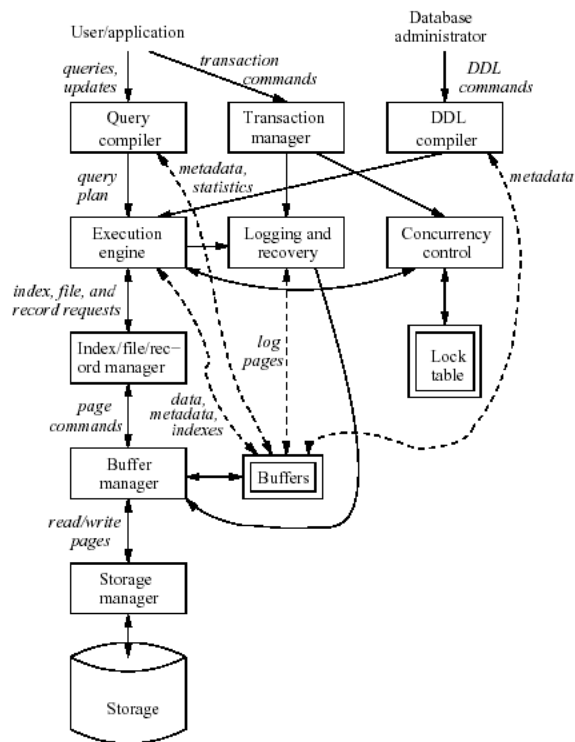 User/application
Database
administrator
queries,
updates
transaction
commands
DDL
commands
Query
compiler
Transaction
manager
DDL
compiler
query
plan
metadata,
statistics
metadata
Execution
engine
Logging and
recovery
Concurrency
control
index, file, and
record requests
log
pages
Index/file/rec-
ord manager
Lock
table
page
commands
data,
metadata,
indexes
Buffer
manager
Buffers
read/write
pages
Storage
manager
Storage